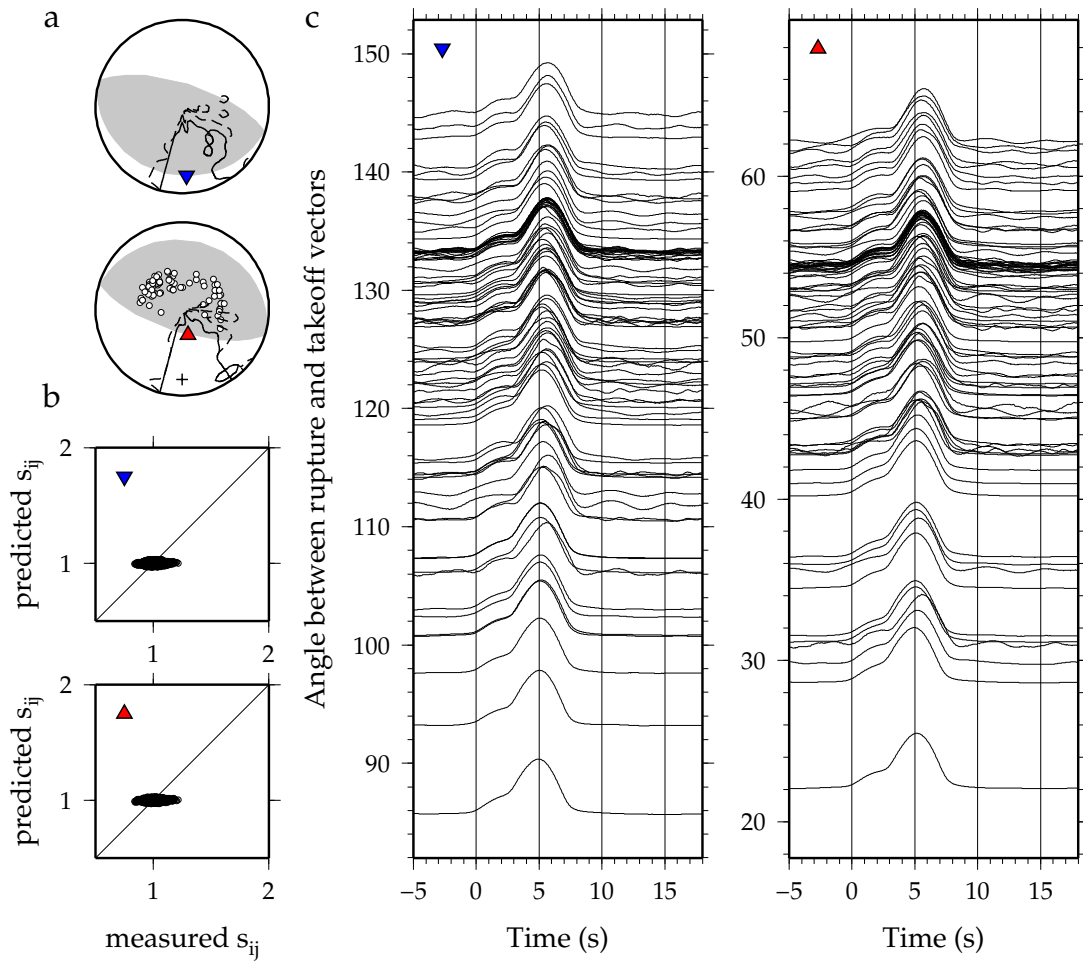 a
b
predicted s_ij
2
1
1
2
predicted s_ij
2
1
1
2
measured s_ij
c
Angle between rupture and takeoff vectors
150
140
130
120
110
100
90
−5 0 5 10 15
Time (s)
60
50
40
30
20
−5 0 5 10 15
Time (s)